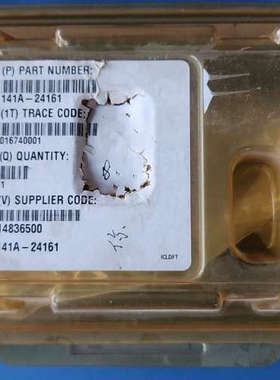 (P) PART NUMBER:
141A-24161
(1T) TRACE CODE:
016740001
(Q) QUANTITY:
1
(V) SUPPLIER CODE:
14836500
141A-24161
ICLDFT